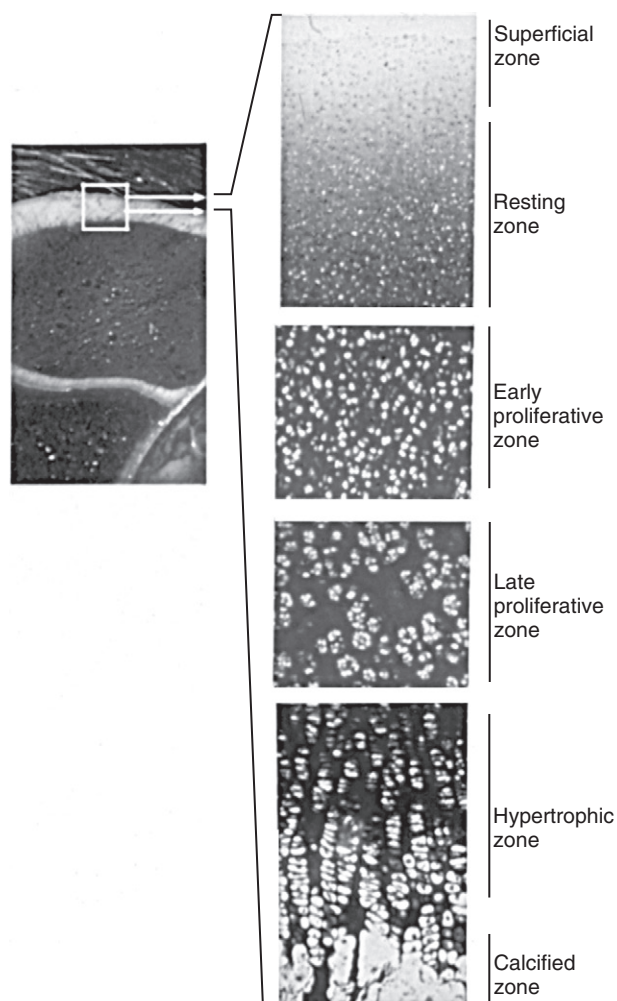 Superficial
zone
Resting
zone
Early
proliferative
zone
Late
proliferative
zone
Hypertrophic
zone
Calcified
zone